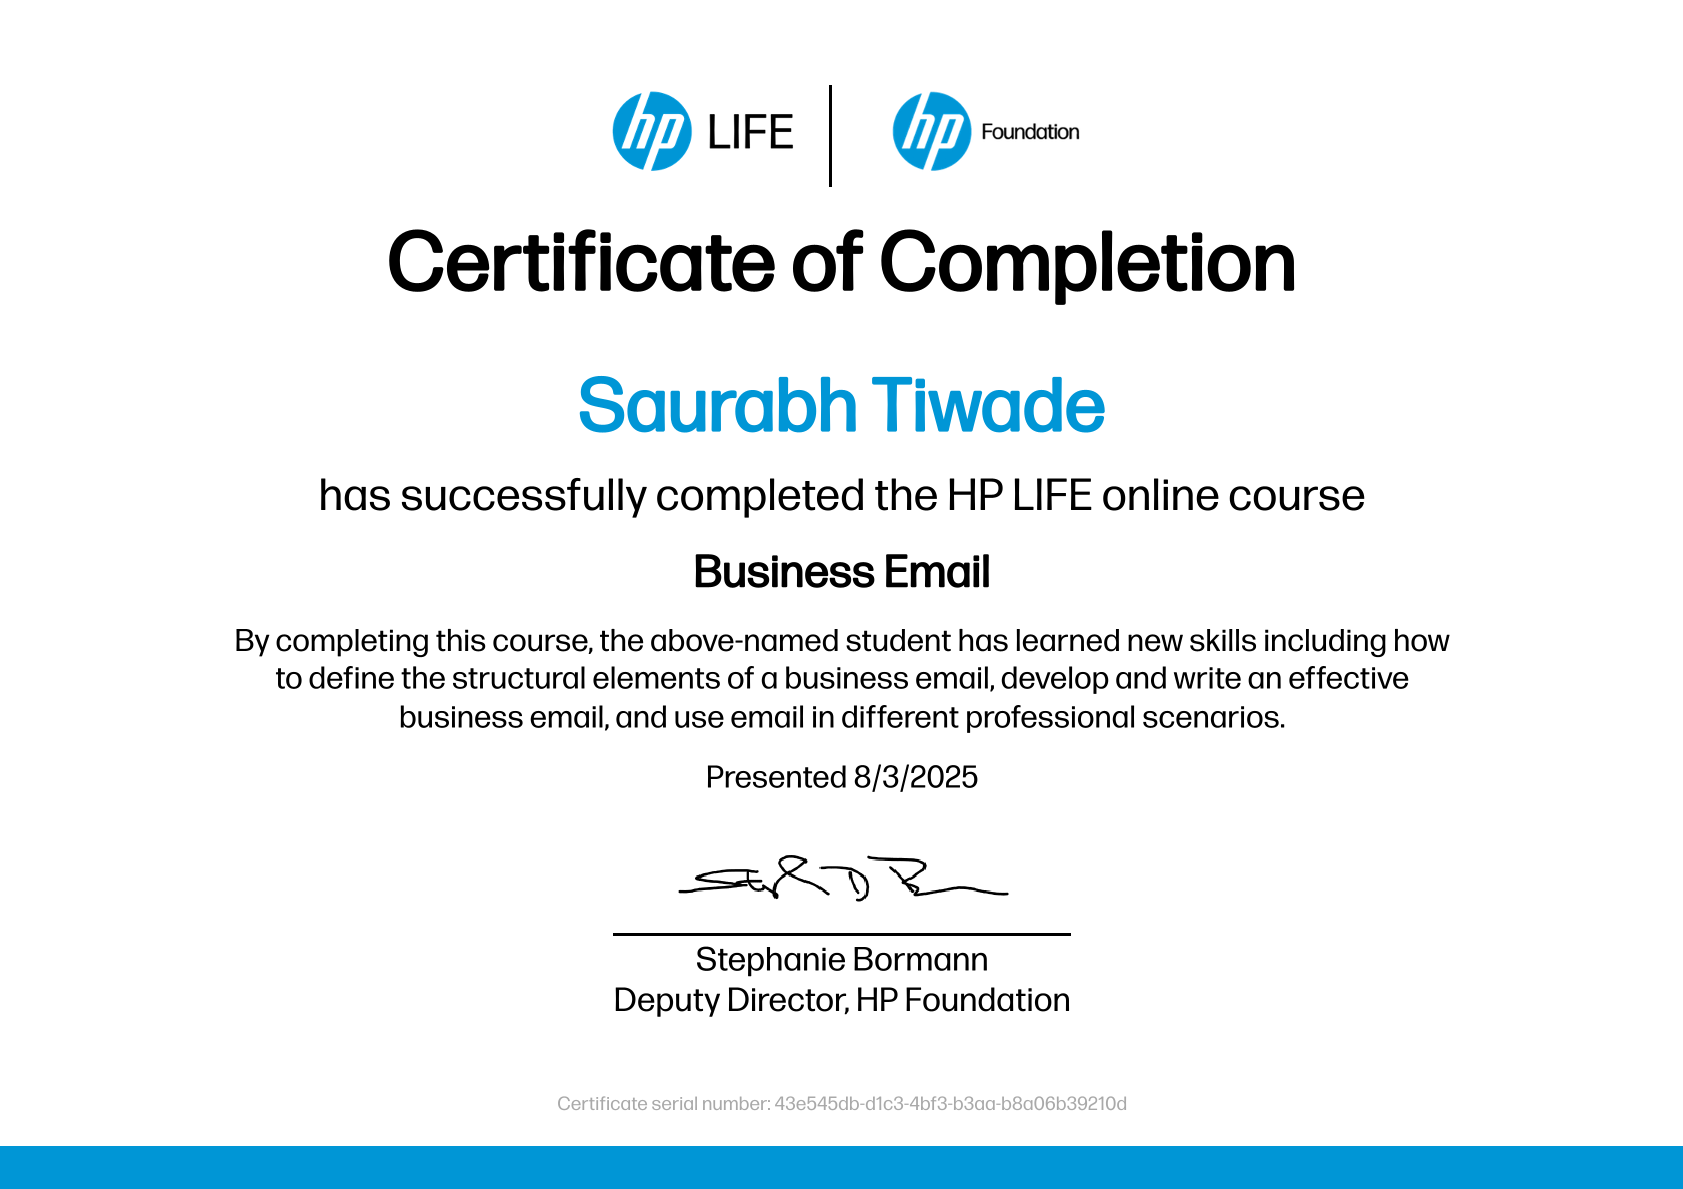 hp LIFE
hp Foundation
Certificate of Completion
Saurabh Tiwade
has successfully completed the HP LIFE online course
Business Email
By completing this course, the above-named student has learned new skills including how
to define the structural elements of a business email, develop and write an effective
business email, and use email in different professional scenarios.
Presented 8/3/2025
Stephanie Bormann
Deputy Director, HP Foundation
Certificate serial number: 43e545db-d1c3-4bf3-b3aa-b8a06b39210d